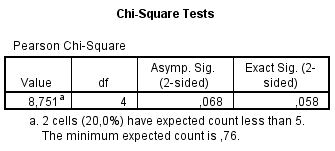 Chi-Square Tests
Pearson Chi-Square
Value df Asymp. Sig. (2-sided) Exact Sig. (2-sided)
8,751a 4 ,068 ,058
a. 2 cells (20,0%) have expected count less than 5.
The minimum expected count is ,76.